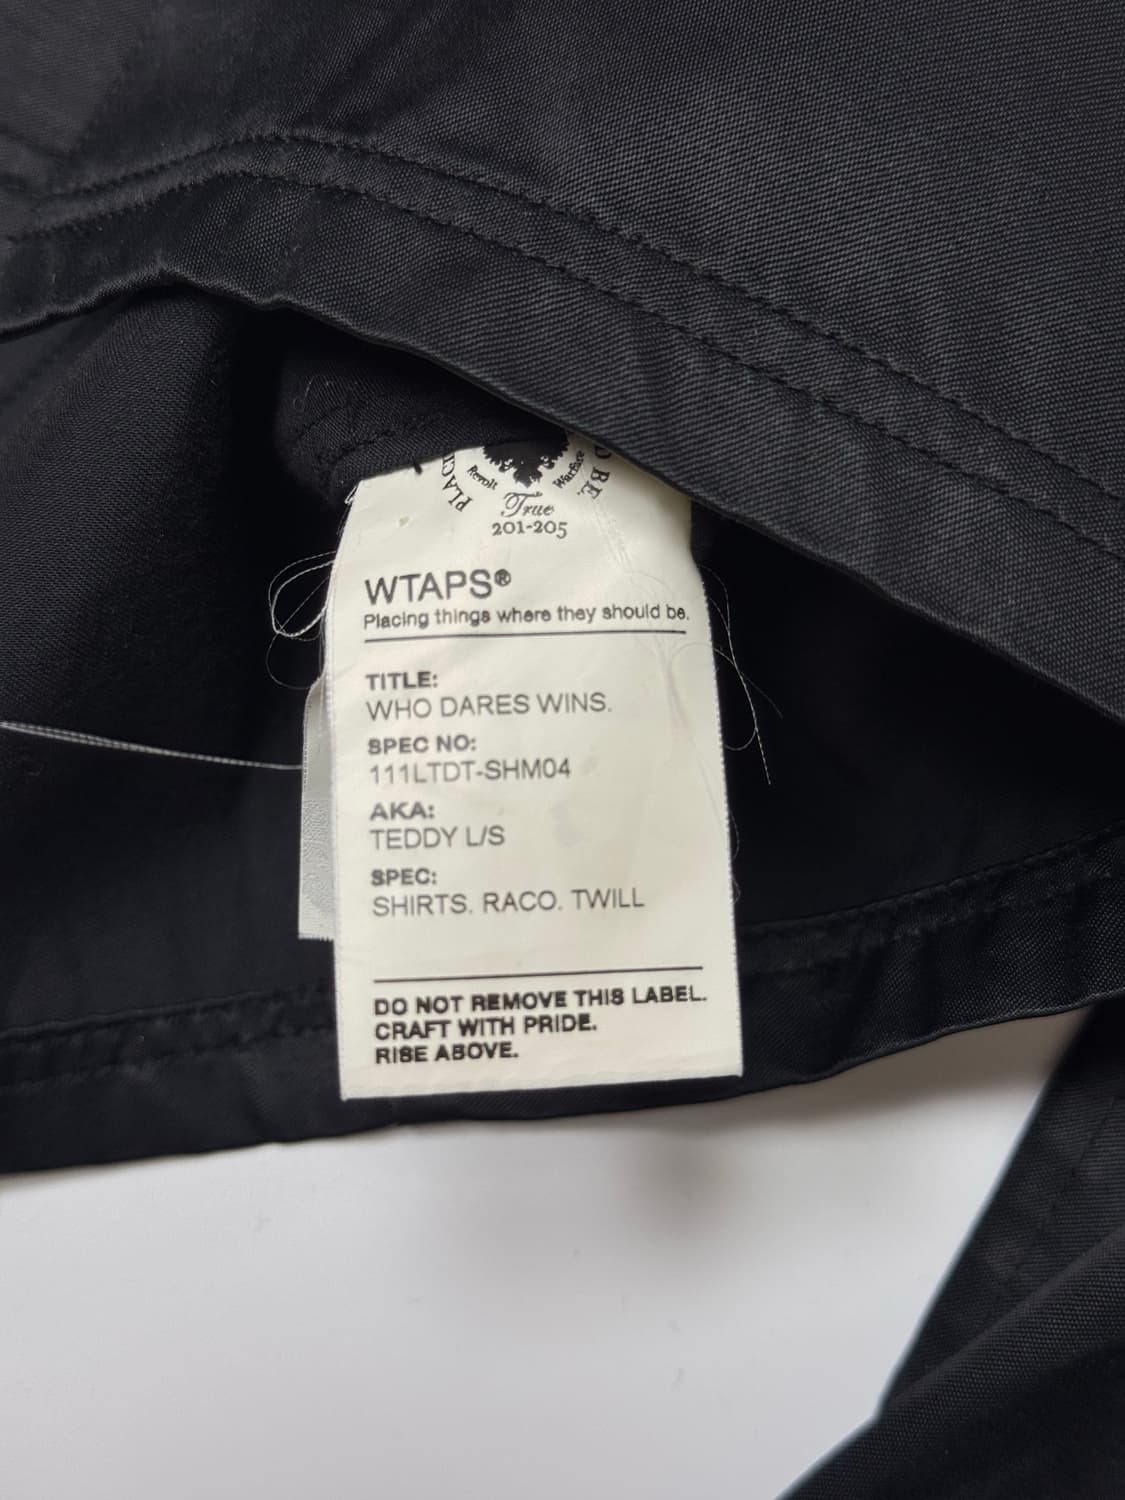 Revolt Warfare
True
201-205
WTAPS®
Placing things where they should be.
TITLE:
WHO DARES WINS.
SPEC NO:
111LTDT-SHM04
AKA:
TEDDY L/S
SPEC:
SHIRTS. RACO. TWILL
DO NOT REMOVE THIS LABEL.
CRAFT WITH PRIDE.
RISE ABOVE.